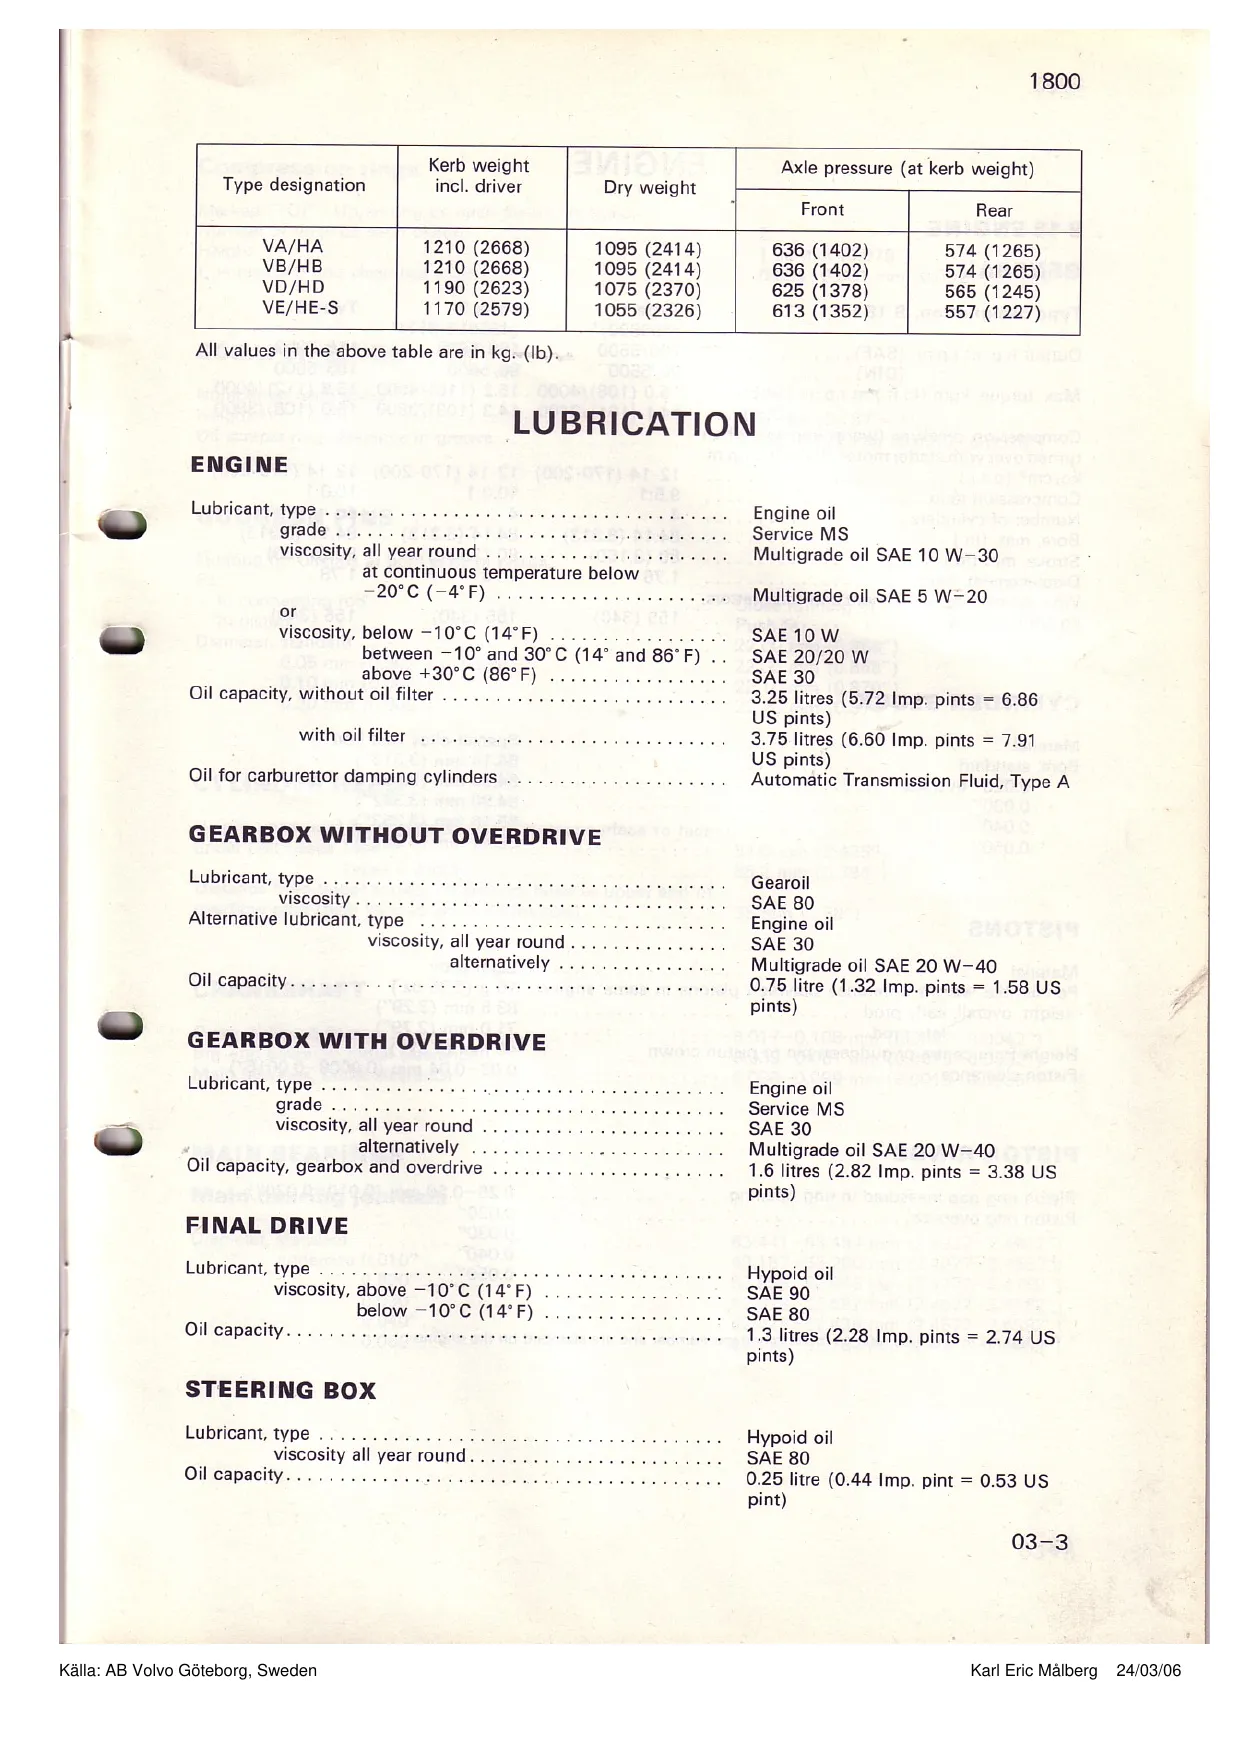 1800
Type designation
Kerb weight
incl. driver
Dry weight
Axle pressure (at kerb weight)
Front
Rear
VA/HA 1210 (2668) 1095 (2414) 636 (1402) 574 (1265)
VB/HB 1210 (2668) 1095 (2414) 636 (1402) 574 (1265)
VD/HD 1190 (2623) 1075 (2370) 625 (1378) 565 (1245)
VE/HE-S 1170 (2579) 1055 (2326) 613 (1352) 557 (1227)
All values in the above table are in kg. (lb).
LUBRICATION
ENGINE
Lubricant, type . . . . . . . . . . Engine oil
grade . . . . . . . . . . Service MS
viscosity, all year round . . . . . . . . . . Multigrade oil SAE 10 W–30
at continuous temperature below
–20°C (–4°F) . . . . . . . . . . Multigrade oil SAE 5 W–20
or
viscosity, below –10°C (14°F) . . . . . . . . . . SAE 10 W
between –10° and 30°C (14° and 86°F) . . SAE 20/20 W
above +30°C (86°F) . . . . . . . . . . SAE 30
Oil capacity, without oil filter . . . . . . . . . . 3.25 litres (5.72 Imp. pints = 6.86
US pints)
with oil filter . . . . . . . . . . 3.75 litres (6.60 Imp. pints = 7.91
US pints)
Oil for carburettor damping cylinders . . . . . . . . . . Automatic Transmission Fluid, Type A
GEARBOX WITHOUT OVERDRIVE
Lubricant, type . . . . . . . . . . Gearoil
viscosity . . . . . . . . . . SAE 80
Alternative lubricant, type . . . . . . . . . . Engine oil
viscosity, all year round . . . . . . . . . . SAE 30
alternatively . . . . . . . . . . Multigrade oil SAE 20 W–40
Oil capacity. . . . . . . . . . 0.75 litre (1.32 Imp. pints = 1.58 US
pints)
GEARBOX WITH OVERDRIVE
Lubricant, type . . . . . . . . . . Engine oil
grade . . . . . . . . . . Service MS
viscosity, all year round . . . . . . . . . . SAE 30
alternatively . . . . . . . . . . Multigrade oil SAE 20 W–40
Oil capacity, gearbox and overdrive . . . . . . . . . . 1.6 litres (2.82 Imp. pints = 3.38 US
pints)
FINAL DRIVE
Lubricant, type . . . . . . . . . . Hypoid oil
viscosity, above –10°C (14°F) . . . . . . . . . . SAE 90
below –10°C (14°F) . . . . . . . . . . SAE 80
Oil capacity. . . . . . . . . . 1.3 litres (2.28 Imp. pints = 2.74 US
pints)
STEERING BOX
Lubricant, type . . . . . . . . . . Hypoid oil
viscosity all year round. . . . . . . . . . SAE 80
Oil capacity. . . . . . . . . . 0.25 litre (0.44 Imp. pint = 0.53 US
pint)
03–3
Källa: AB Volvo Göteborg, Sweden Karl Eric Målberg 24/03/06